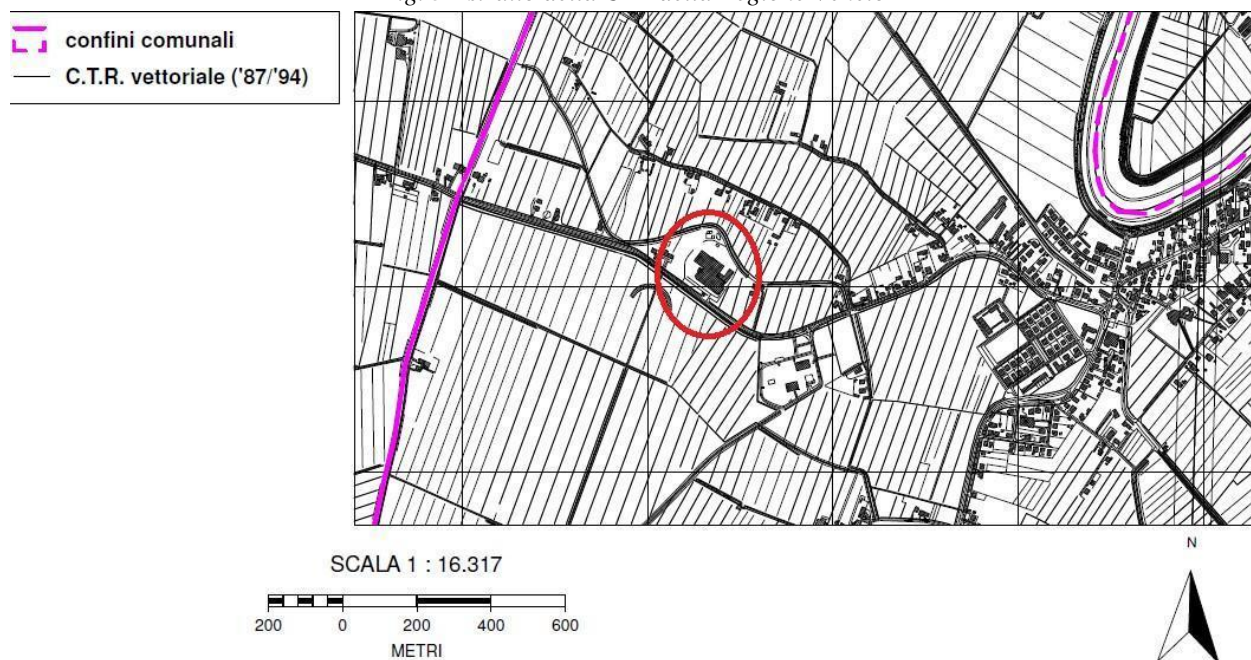 confini comunali
C.T.R. vettoriale ('87/'94)
SCALA 1 : 16.317
200 0 200 400 600
METRI
N